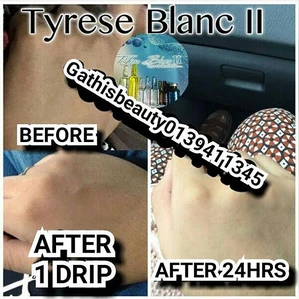 Tyrese Blanc II
Gathisbeauty0139411345
BEFORE
AFTER
1 DRIP
AFTER 24HRS